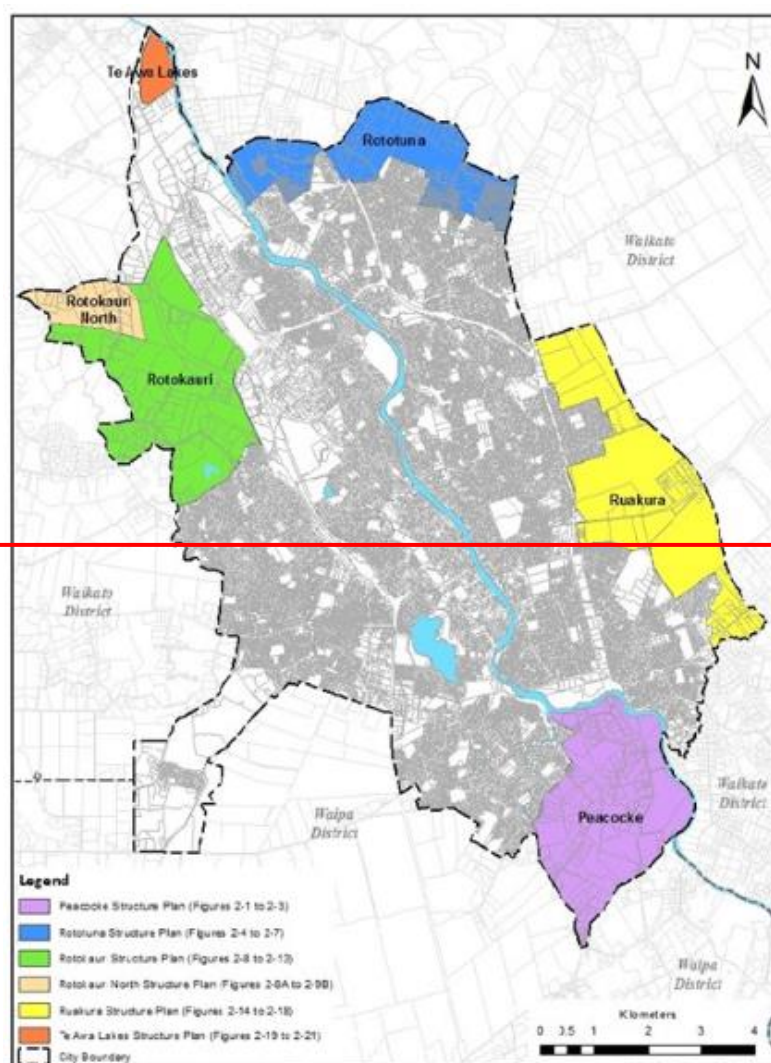 Te Awa Lakes
N
Rototuna
Waikato
District
Rotokauri
North
Rotokauri
Ruakura
Waikato
District
Peacocke
Waikato
District
Waipa
District
Waipa
District
Legend
Peacocke Structure Plan (Figures 2-1 to 2-3)
Rototuna Structure Plan (Figures 2-4 to 2-7)
Rotokauri Structure Plan (Figures 2-8 to 2-13)
Rotokauri North Structure Plan (Figures 2-8A to 2-9B)
Ruakura Structure Plan (Figures 2-14 to 2-18)
Te Awa Lakes Structure Plan (Figures 2-19 to 2-21)
City Boundary
Kilometers
0 0.5 1 2 3 4